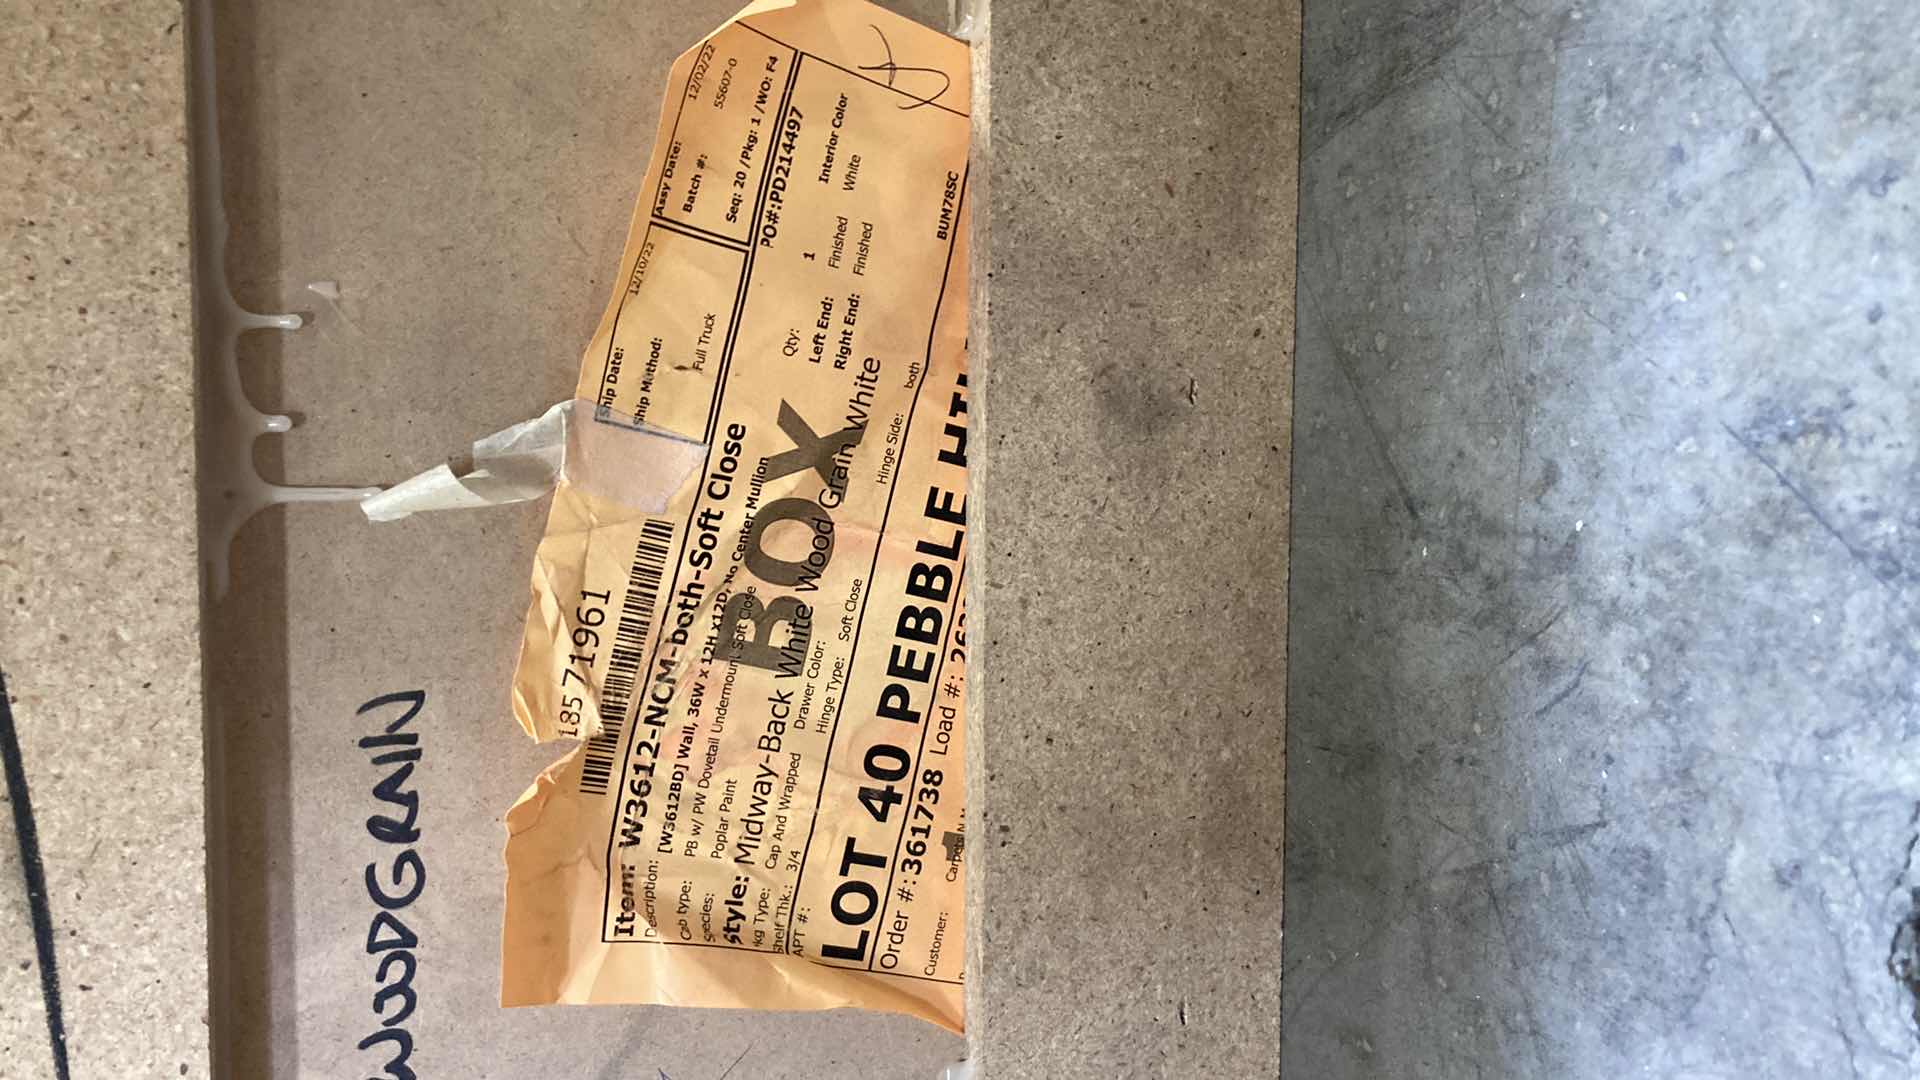 WOODGRAIN
18571961
Ship Date: 12/10/22
Ship Method:
Full Truck
Assy Date: 12/02/22
Batch #: 55607-0
Seq: 20 /Pkg: 1 /WO: F4
Item: W3612-NCM-both-Soft Close
PO#:PD214497
Description: [W3612BD] Wall, 36W x 12H x12D, No Center Mullion
Cab type: PB w/ PW Dovetail Undermount Soft Close
Qty: 1
Species: Poplar Paint
Left End: Finished
Right End: Finished
Interior Color
White
BOX
Style: Midway-Back White Wood Grain White
Pkg Type: Cap And Wrapped
Drawer Color:
Shelf Thk.: 3/4
Hinge Type: Soft Close
Hinge Side: both
APT #:
BUM78SC
LOT 40 PEBBLE
Order #:3617738 Load #:
Customer: